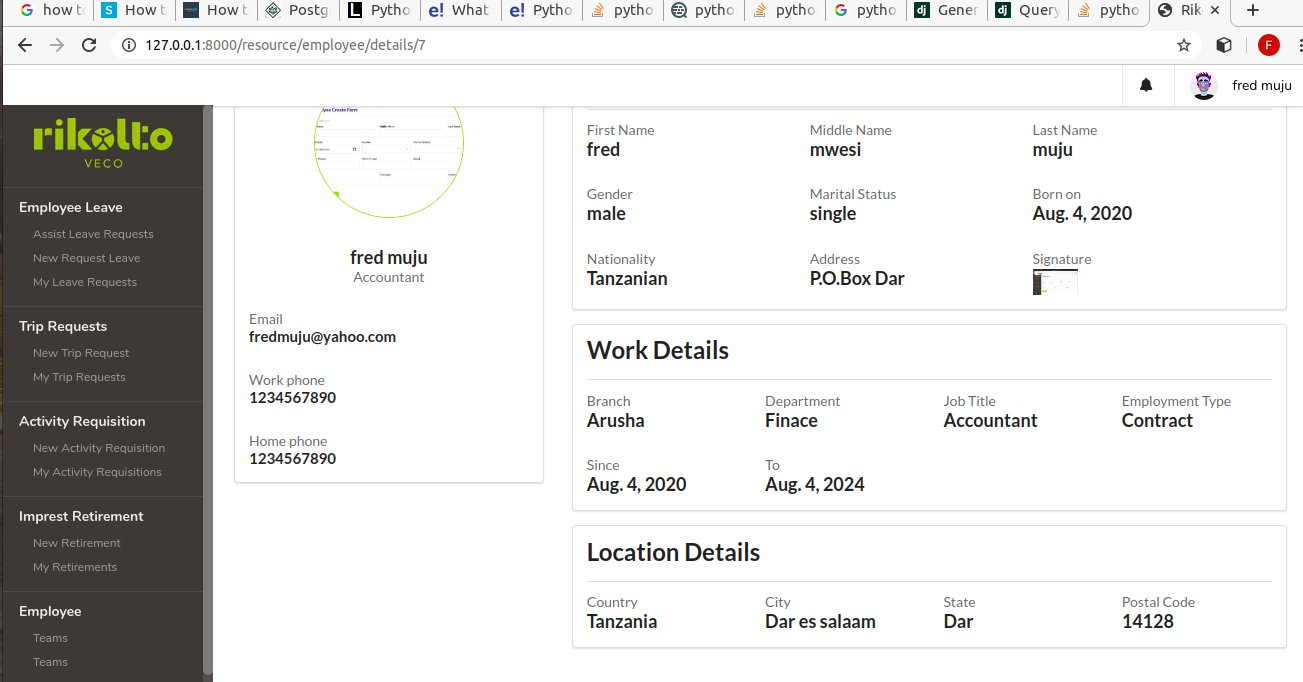 how to
How t
How t
Postg
Pytho
What
Pytho
pytho
pytho
pytho
pytho
Gener
Query
pytho
Rik
127.0.0.1:8000/resource/employee/details/7
F
fred muju
rikolto
VECO
Employee Leave
Assist Leave Requests
New Request Leave
My Leave Requests
Trip Requests
New Trip Request
My Trip Requests
Activity Requisition
New Activity Requisition
My Activity Requisitions
Imprest Retirement
New Retirement
My Retirements
Employee
Teams
Teams
fred muju
Accountant
Email
fredmuju@yahoo.com
Work phone
1234567890
Home phone
1234567890
First Name Middle Name Last Name
fred mwesi muju
Gender Marital Status Born on
male single Aug. 4, 2020
Nationality Address Signature
Tanzanian P.O.Box Dar
Work Details
Branch Department Job Title Employment Type
Arusha Finace Accountant Contract
Since To
Aug. 4, 2020 Aug. 4, 2024
Location Details
Country City State Postal Code
Tanzania Dar es salaam Dar 14128